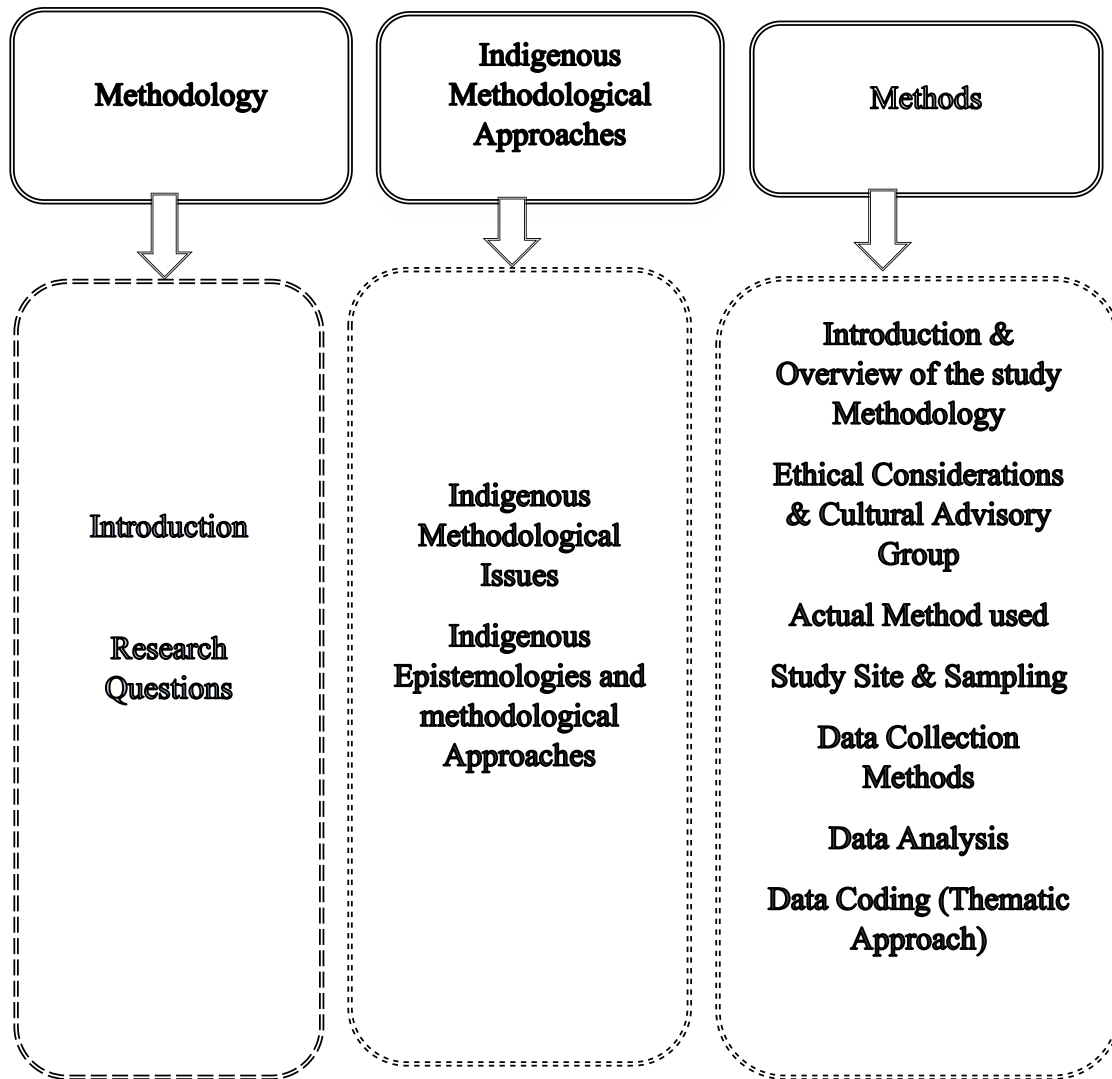 Methodology
Indigenous
Methodological
Approaches
Methods
Introduction
Research
Questions
Indigenous
Methodological
Issues
Indigenous
Epistemologies and
methodological
Approaches
Introduction &
Overview of the study
Methodology
Ethical Considerations
& Cultural Advisory
Group
Actual Method used
Study Site & Sampling
Data Collection
Methods
Data Analysis
Data Coding (Thematic
Approach)